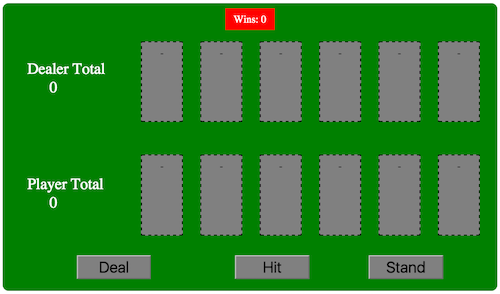 Wins: 0
- - - - - -
Dealer Total
0
- - - - - -
Player Total
0
Deal Hit Stand